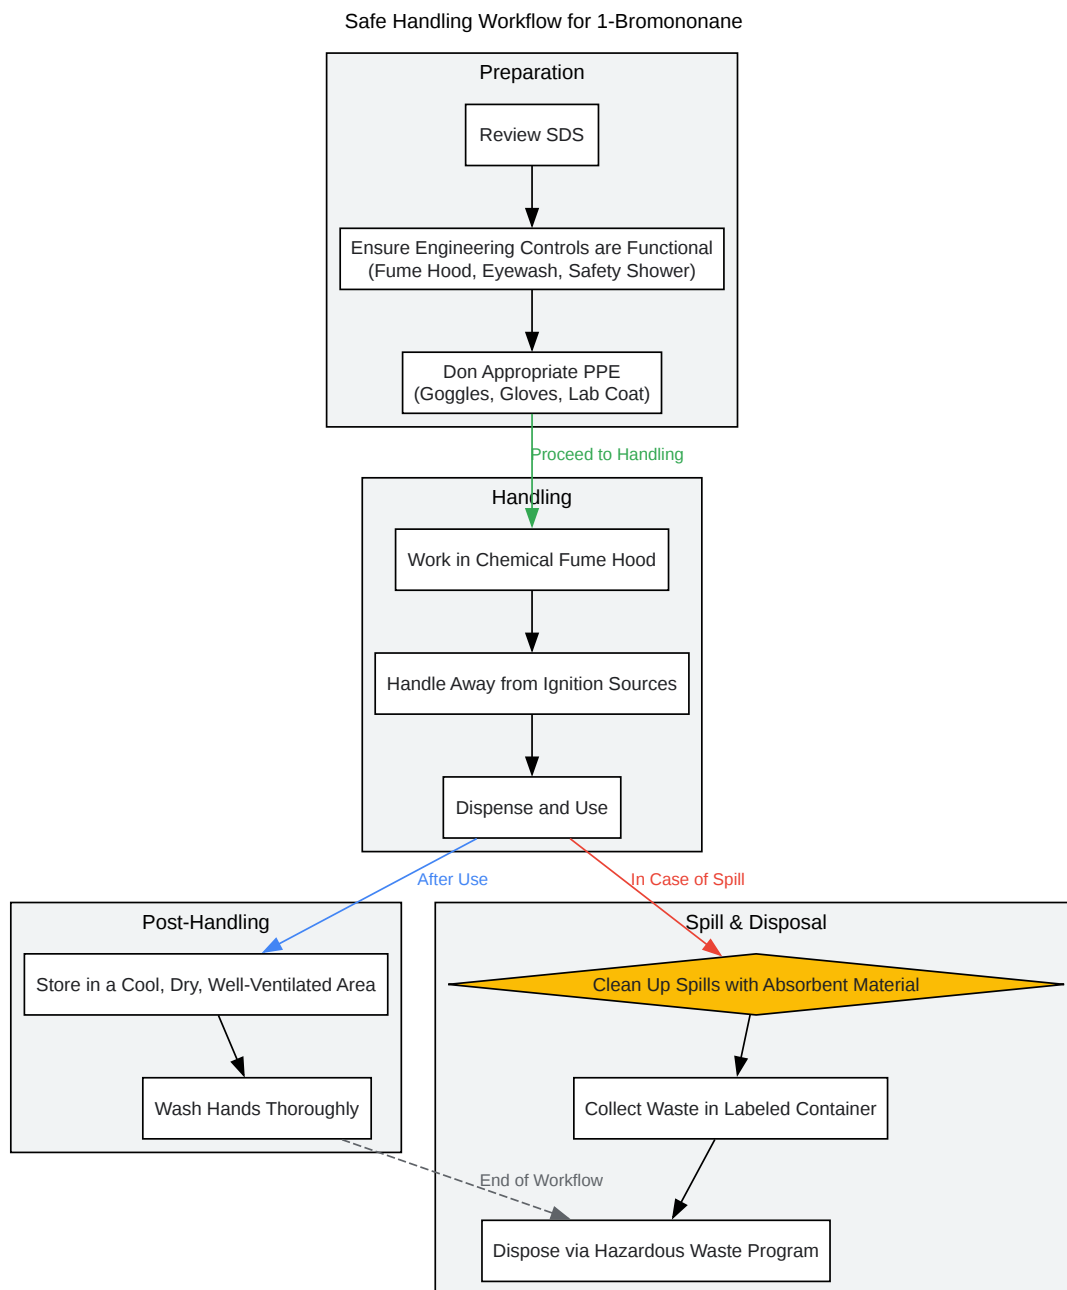 Safe Handling Workflow for 1-Bromononane
Preparation
Review SDS
Ensure Engineering Controls are Functional
(Fume Hood, Eyewash, Safety Shower)
Don Appropriate PPE
(Goggles, Gloves, Lab Coat)
Proceed to Handling
Handling
Work in Chemical Fume Hood
Handle Away from Ignition Sources
Dispense and Use
After Use
In Case of Spill
Post-Handling
Store in a Cool, Dry, Well-Ventilated Area
Wash Hands Thoroughly
Spill & Disposal
Clean Up Spills with Absorbent Material
Collect Waste in Labeled Container
End of Workflow
Dispose via Hazardous Waste Program